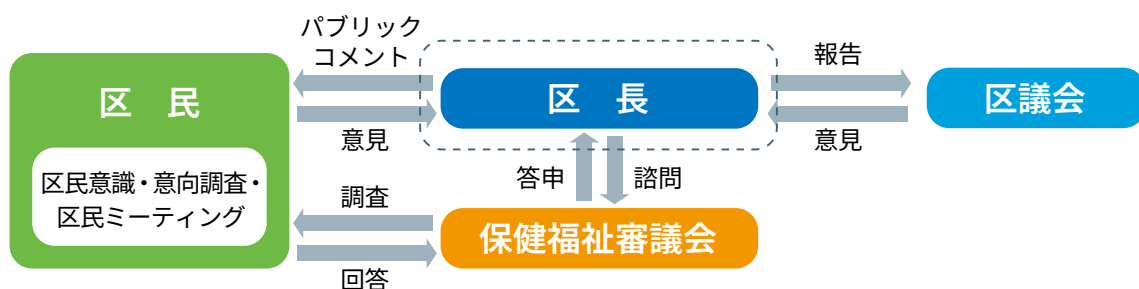 パブリック
コメント
報告
区　民
区　長
区議会
意見
意見
区民意識・意向調査・
区民ミーティング
答申
諮問
調査
保健福祉審議会
回答